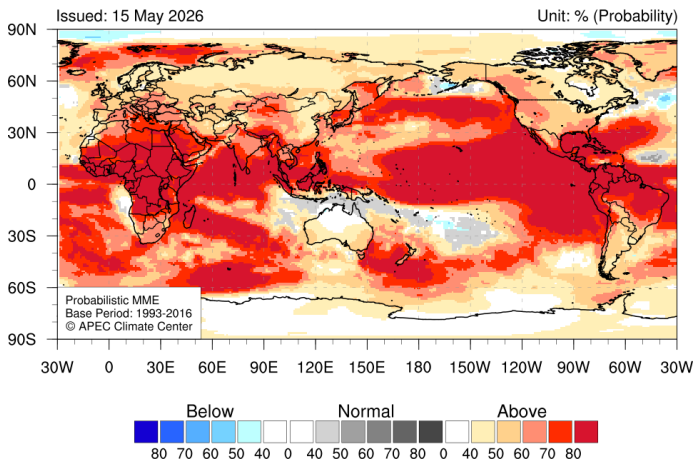 Issued: 15 May 2026 Unit: % (Probability)
90N
60N
30N
0
30S
60S
90S
Probabilistic MME
Base Period: 1993-2016
© APEC Climate Center
30W 0 30E 60E 90E 120E 150E 180 150W 120W 90W 60W 30W
Below Normal Above
80 70 60 50 40 0 40 50 60 70 80 0 40 50 60 70 80